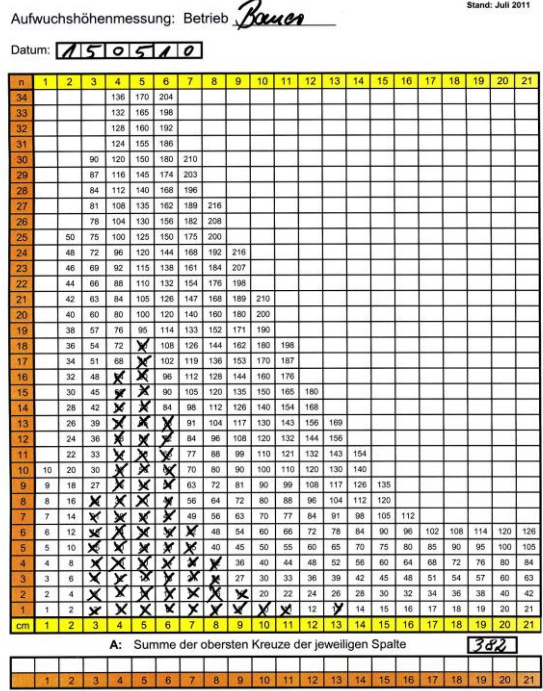 Stand: Juli 2011
Aufwuchshöhenmessung: Betrieb
Datum: 1 5 0 5 1 0
n 1 2 3 4 5 6 7 8 9 10 11 12 13 14 15 16 17 18 19 20 21
34 136 170 204
33 132 165 198
32 128 160 192
31 124 155 186
30 90 120 150 180 210
29 87 116 145 174 203
28 84 112 140 168 196
27 81 108 135 162 189 216
26 78 104 130 156 182 208
25 50 75 100 125 150 175 200
24 48 72 96 120 144 168 192 216
23 46 69 92 115 138 161 184 207
22 44 66 88 110 132 154 176 198
21 42 63 84 105 126 147 168 189 210
20 40 60 80 100 120 140 160 180 200
19 38 57 76 95 114 133 152 171 190
18 36 54 72 108 126 144 162 180 198
17 34 51 68 102 119 136 153 170 187
16 32 48 96 112 128 144 160 176
15 30 45 90 105 120 135 150 165 180
14 28 42 84 98 112 126 140 154 168
13 26 39 91 104 117 130 143 156 169
12 24 36 84 96 108 120 132 144 156
11 22 33 77 88 99 110 121 132 143 154
10 10 20 30 70 80 90 100 110 120 130 140
9 9 18 27 63 72 81 90 99 108 117 126 135
8 8 16 56 64 72 80 88 96 104 112 120
7 7 14 49 56 63 70 77 84 91 98 105 112
6 6 12 48 54 60 66 72 78 84 90 96 102 108 114 120 126
5 5 10 40 45 50 55 60 65 70 75 80 85 90 95 100 105
4 4 8 36 40 44 48 52 56 60 64 68 72 76 80 84
3 3 6 27 30 33 36 39 42 45 48 51 54 57 60 63
2 2 4 20 22 24 26 28 30 32 34 36 38 40 42
1 1 2 12 14 15 16 17 18 19 20 21
cm 1 2 3 4 5 6 7 8 9 10 11 12 13 14 15 16 17 18 19 20 21
A: Summe der obersten Kreuze der jeweiligen Spalte 382
1 2 3 4 5 6 7 8 9 10 11 12 13 14 15 16 17 18 19 20 21